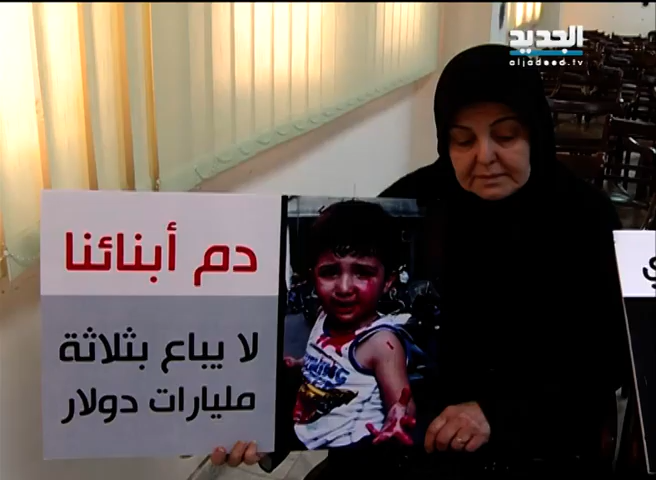 الجديد
aljadeed.tv
دم أبنائنا
لا يباع بثلاثة
مليارات دولار